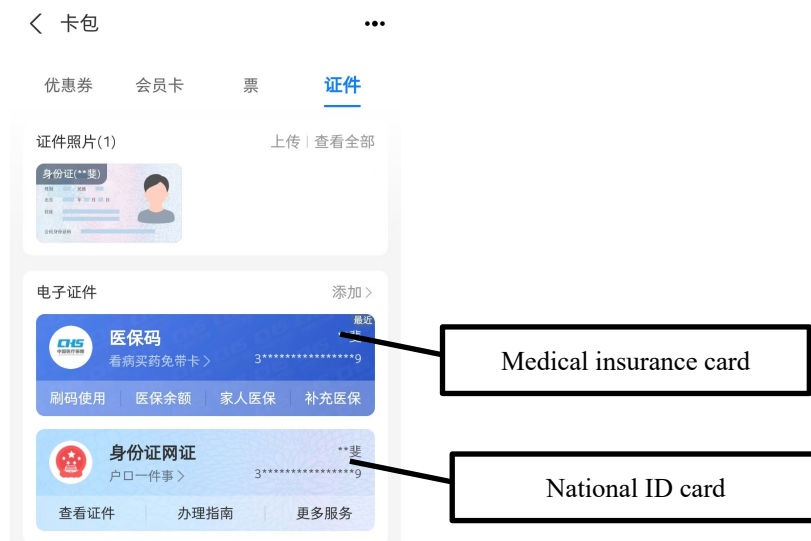 卡包
优惠券 会员卡 票 证件
证件照片(1) 上传 查看全部
身份证(**斐)
电子证件 添加
最近
医保码 *斐
看病买药免带卡 3****************9
CHS
刷码使用 医保余额 家人医保 补充医保
Medical insurance card
身份证网证 **斐
户口一件事 3****************9
查看证件 办理指南 更多服务
National ID card